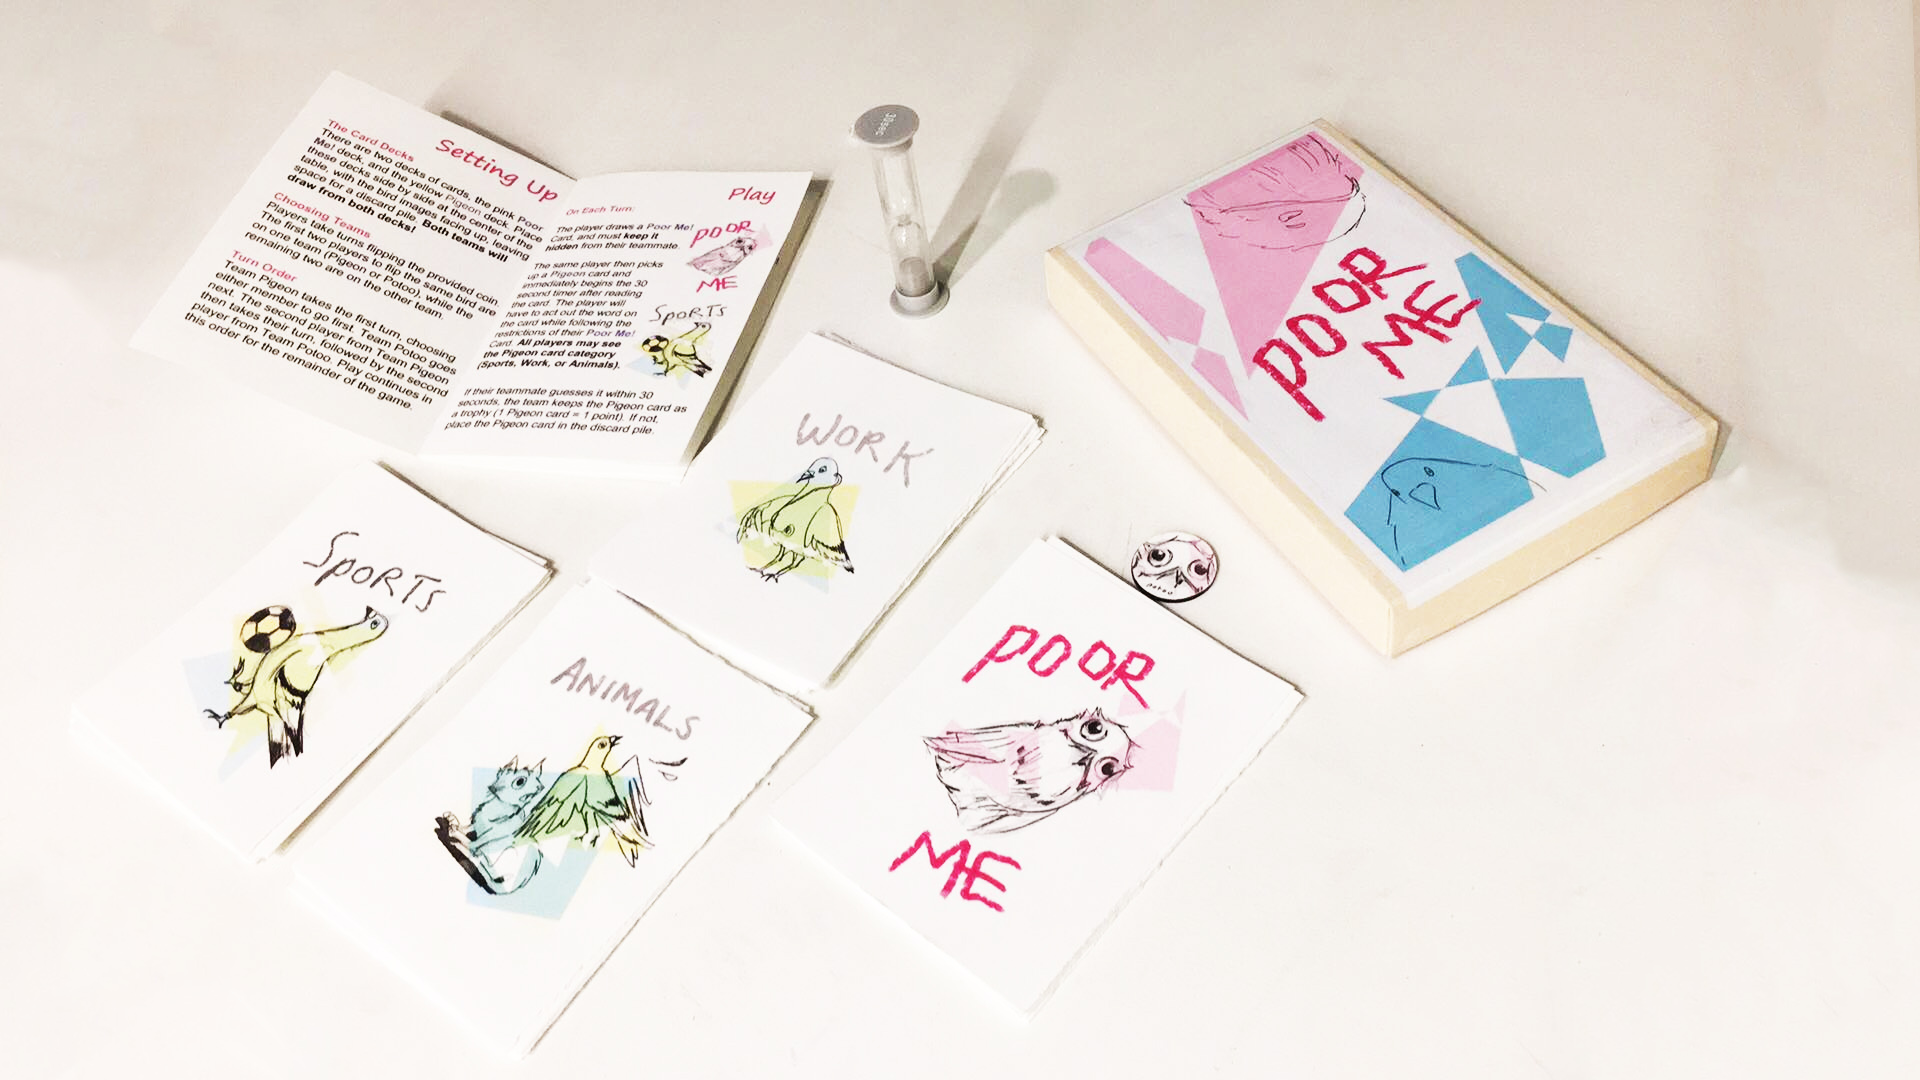 Setting Up
The Card Decks
There are two decks of cards, the pink Poor
Me! deck, and the yellow Pigeon deck. Place
these decks side by side at the center of the
table, with the bird images facing up, leaving
space for a discard pile. Both teams will
draw from both decks!
Choosing Teams
Players take turns flipping the provided coin.
The first two players to flip the same bird are
on one team (Pigeon or Potoo), while the
remaining two are on the other team.
Turn Order
Team Pigeon takes the first turn, choosing
either member to go first. Team Potoo goes
next. The second player from Team Pigeon
then takes their turn, followed by the second
player from Team Potoo. Play continues in
this order for the remainder of the game.
Play
On Each Turn:
The player draws a Poor Me!
Card, and must keep it
hidden from their teammate.
The same player then picks
up a Pigeon card and
immediately begins the 30
second timer after reading
the card. The player will
have to act out the word on
the card while following the
restrictions of their Poor Me!
Card. All players may see
the Pigeon card category
(Sports, Work, or Animals).
If their teammate guesses it within 30
seconds, the team keeps the Pigeon card as
a trophy (1 Pigeon card = 1 point). If not,
place the Pigeon card in the discard pile.
POOR
ME
SPORTS
30sec
POOR
ME
WORK
SPORTS
ANIMALS
POOR
ME
potoo